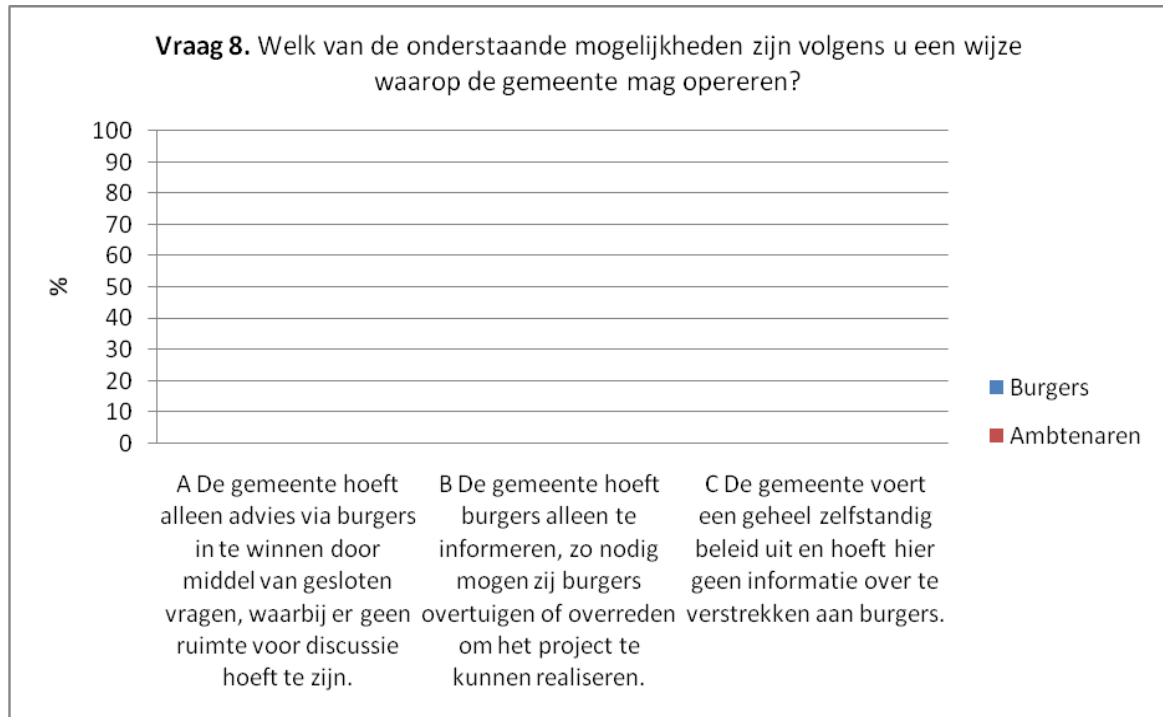 Vraag 8. Welk van de onderstaande mogelijkheden zijn volgens u een wijze
waarop de gemeente mag opereren?
100
90
80
70
60
50
40
30
20
10
0
%
Burgers
Ambtenaren
A De gemeente hoeft
alleen advies via burgers
in te winnen door
middel van gesloten
vragen, waarbij er geen
ruimte voor discussie
hoeft te zijn.
B De gemeente hoeft
burgers alleen te
informeren, zo nodig
mogen zij burgers
overtuigen of overreden
om het project te
kunnen realiseren.
C De gemeente voert
een geheel zelfstandig
beleid uit en hoeft hier
geen informatie over te
verstrekken aan burgers.